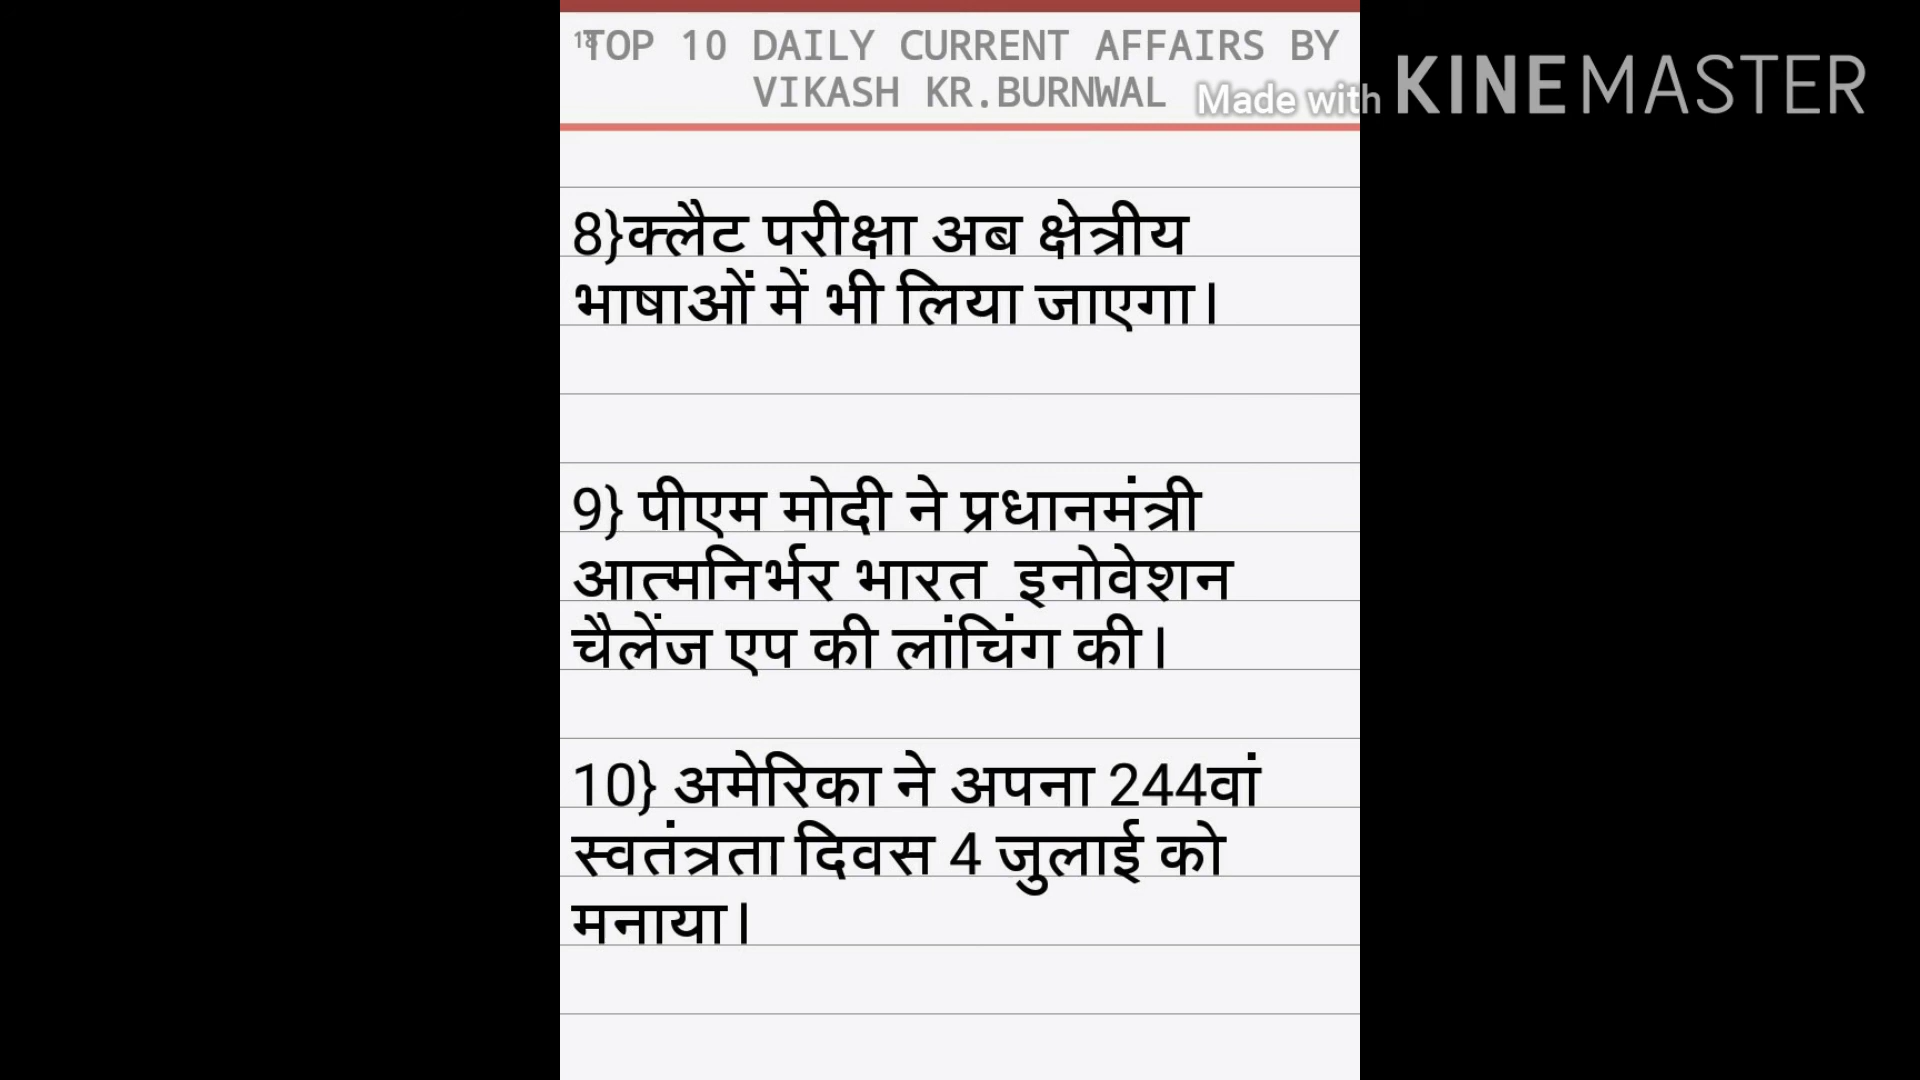 18
TOP 10 DAILY CURRENT AFFAIRS BY
VIKASH KR.BURNWAL
Made with KINEMASTER
8}क्लैट परीक्षा अब क्षेत्रीय
भाषाओं में भी लिया जाएगा।
9} पीएम मोदी ने प्रधानमंत्री
आत्मनिर्भर भारत  इनोवेशन
चैलेंज एप की लांचिंग की।
10} अमेरिका ने अपना 244वां
स्वतंत्रता दिवस 4 जुलाई को
मनाया।